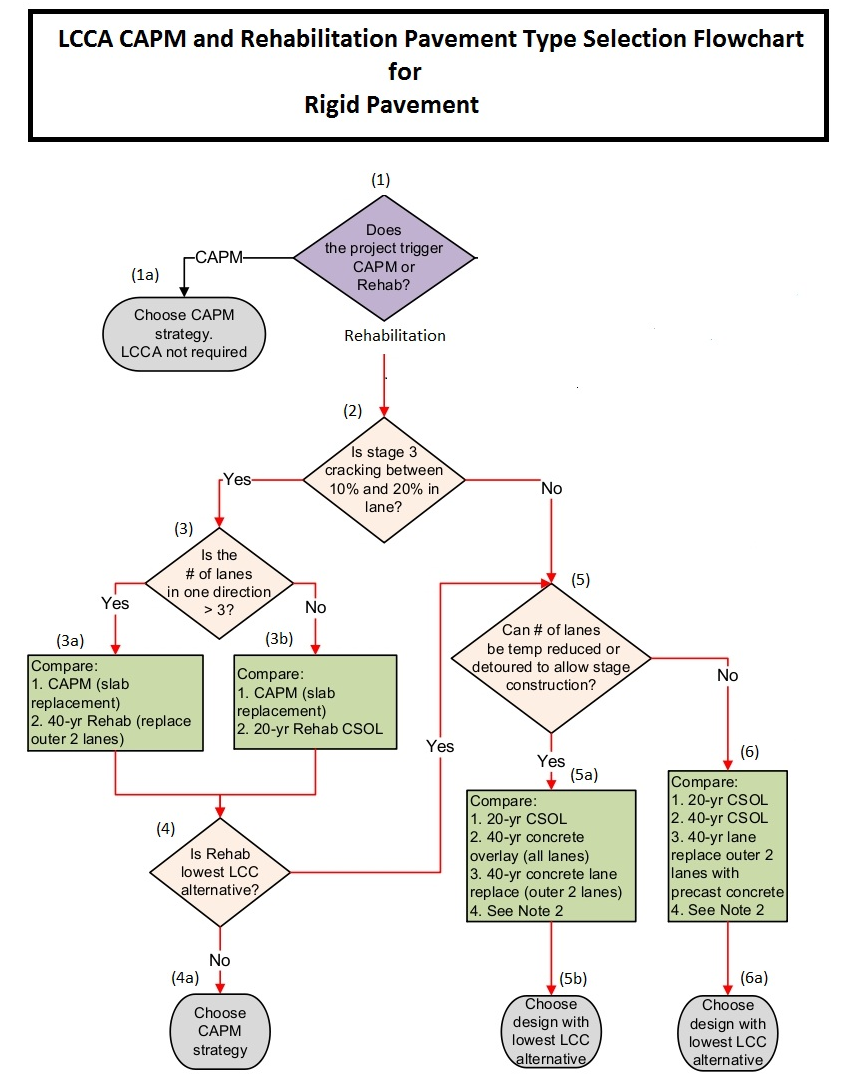 LCCA CAPM and Rehabilitation Pavement Type Selection Flowchart
for
Rigid Pavement
(1)
Does
the project trigger
CAPM or
Rehab?
CAPM
(1a)
Choose CAPM
strategy.
LCCA not required
Rehabilitation
(2)
Is stage 3
cracking between
10% and 20% in
lane?
Yes
No
(3)
Is the
# of lanes
in one direction
> 3?
Yes
No
(3a)
Compare:
1. CAPM (slab
replacement)
2. 40-yr Rehab (replace
outer 2 lanes)
(3b)
Compare:
1. CAPM (slab
replacement)
2. 20-yr Rehab CSOL
(4)
Is Rehab
lowest LCC
alternative?
Yes
No
(4a)
Choose
CAPM
strategy
(5)
Can # of lanes
be temp reduced or
detoured to allow stage
construction?
Yes
No
(5a)
Compare:
1. 20-yr CSOL
2. 40-yr concrete
overlay (all lanes)
3. 40-yr concrete lane
replace (outer 2 lanes)
4. See Note 2
(5b)
Choose
design with
lowest LCC
alternative
(6)
Compare:
1. 20-yr CSOL
2. 40-yr CSOL
3. 40-yr lane
replace outer 2
lanes with
precast concrete
4. See Note 2
(6a)
Choose
design with
lowest LCC
alternative